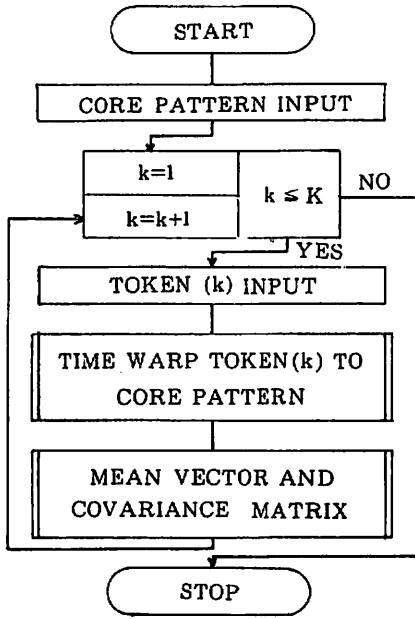 START
CORE PATTERN INPUT
k=1
k ≤ K
NO
k=k+1
YES
TOKEN (k) INPUT
TIME WARP TOKEN(k) TO
CORE PATTERN
MEAN VECTOR AND
COVARIANCE MATRIX
STOP